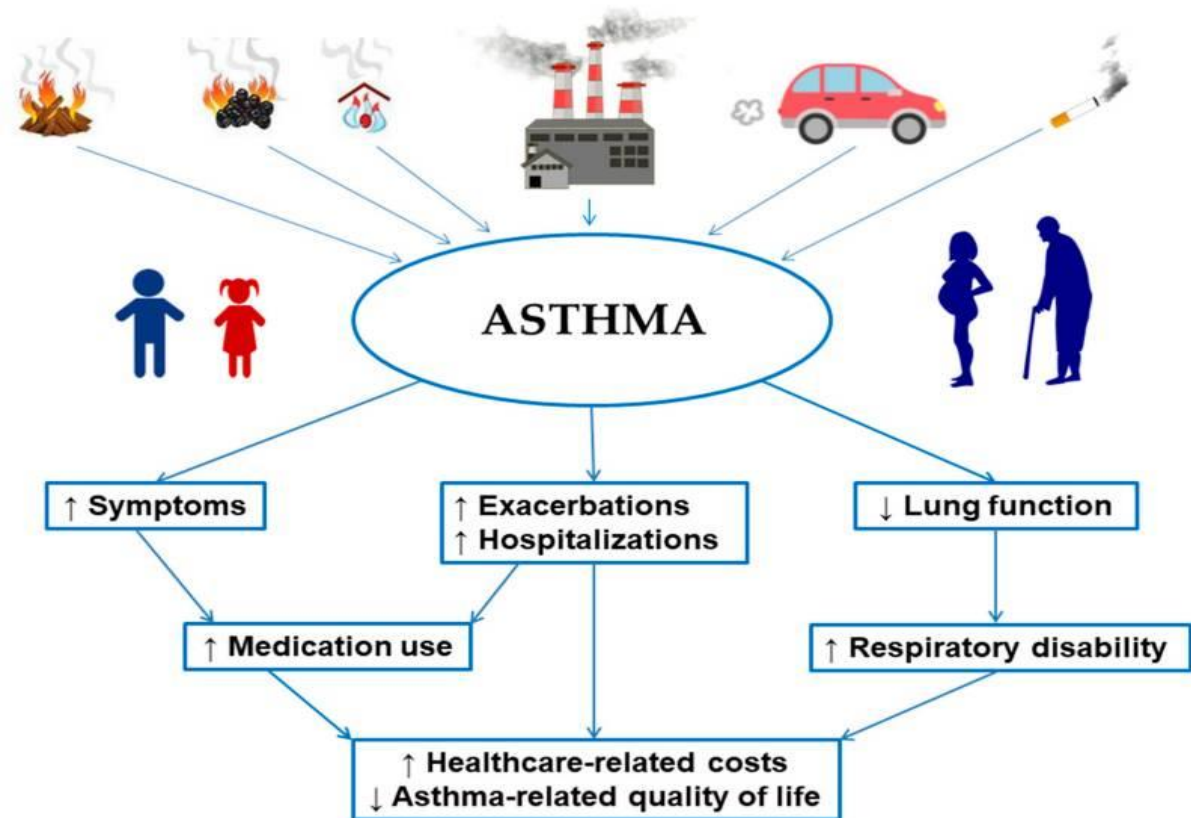 ASTHMA
↑ Symptoms
↑ Exacerbations
↑ Hospitalizations
↓ Lung function
↑ Medication use
↑ Respiratory disability
↑ Healthcare-related costs
↓ Asthma-related quality of life